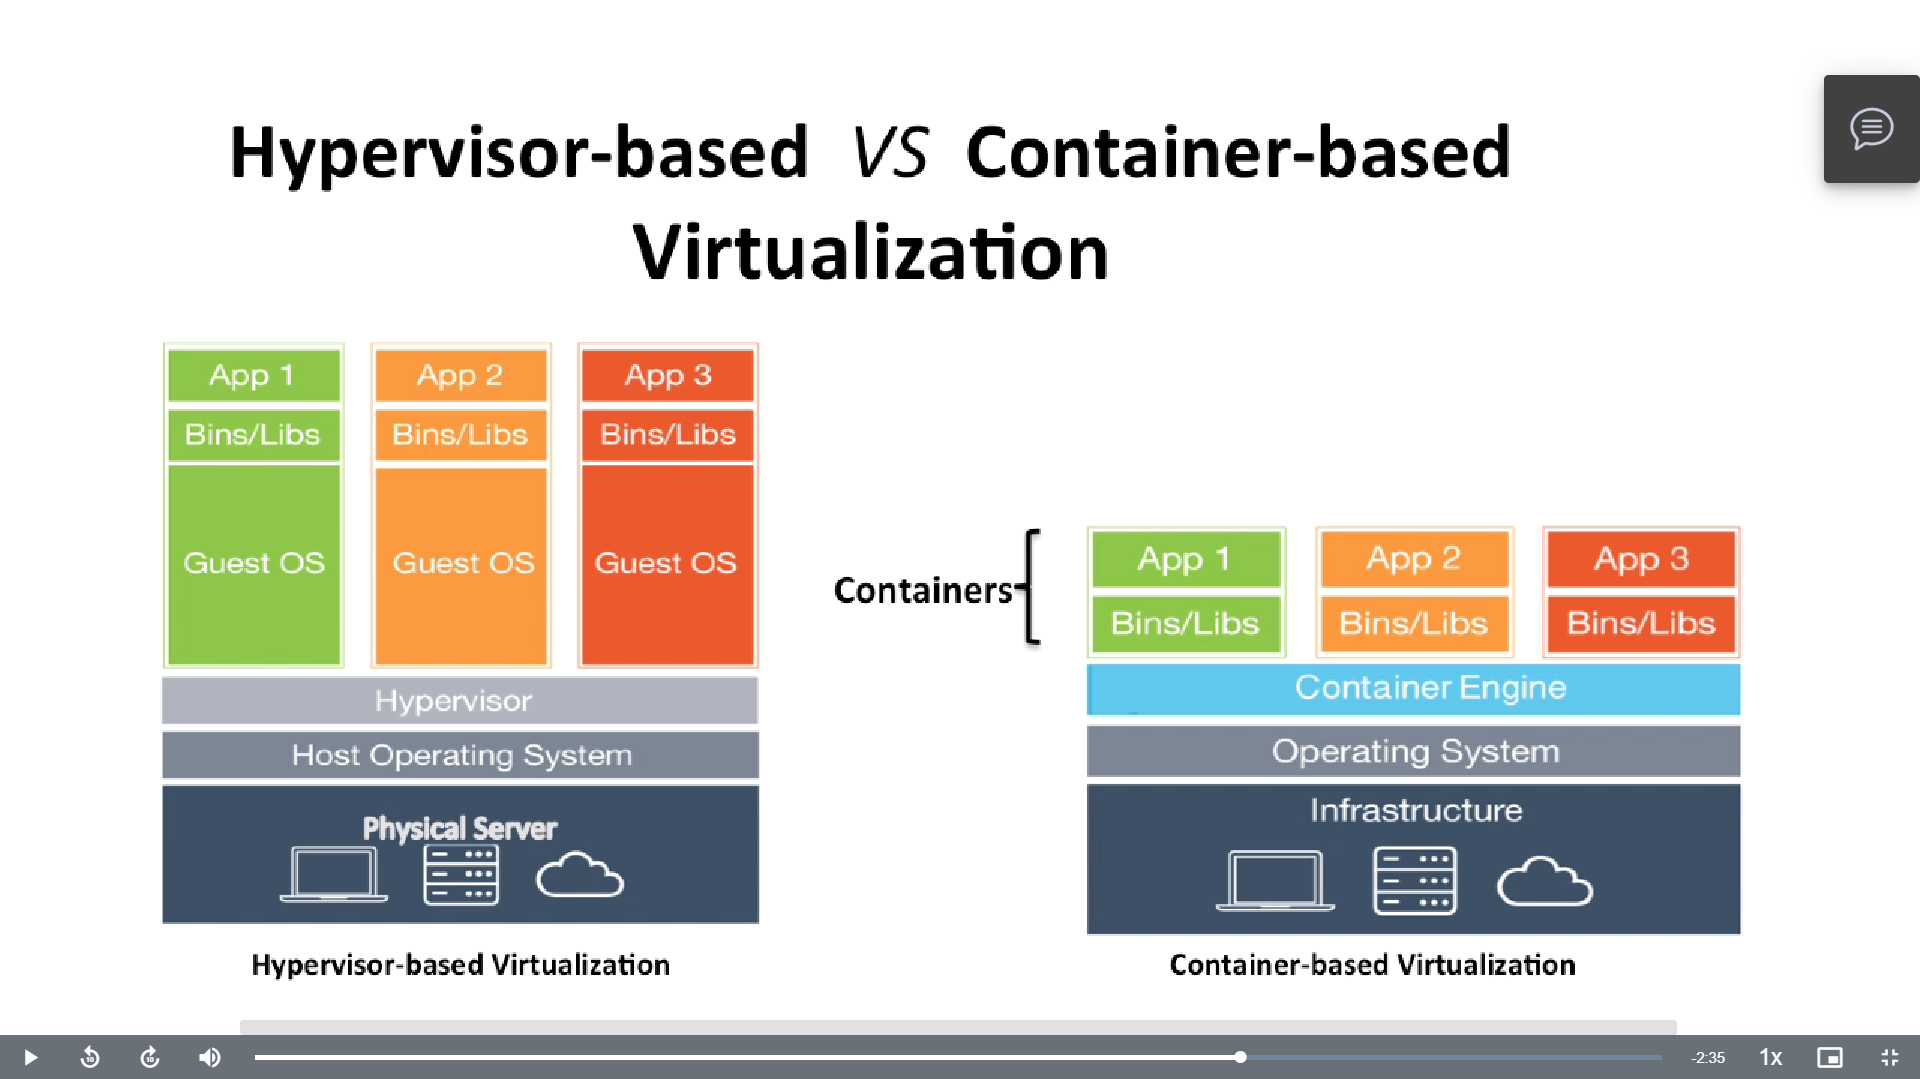 Hypervisor-based VS Container-based
Virtualization
App 1
Bins/Libs
Guest OS
App 2
Bins/Libs
Guest OS
App 3
Bins/Libs
Guest OS
Hypervisor
Host Operating System
Physical Server
Hypervisor-based Virtualization
Containers
App 1
Bins/Libs
App 2
Bins/Libs
App 3
Bins/Libs
Container Engine
Operating System
Infrastructure
Container-based Virtualization
10
10
-2:35
1x